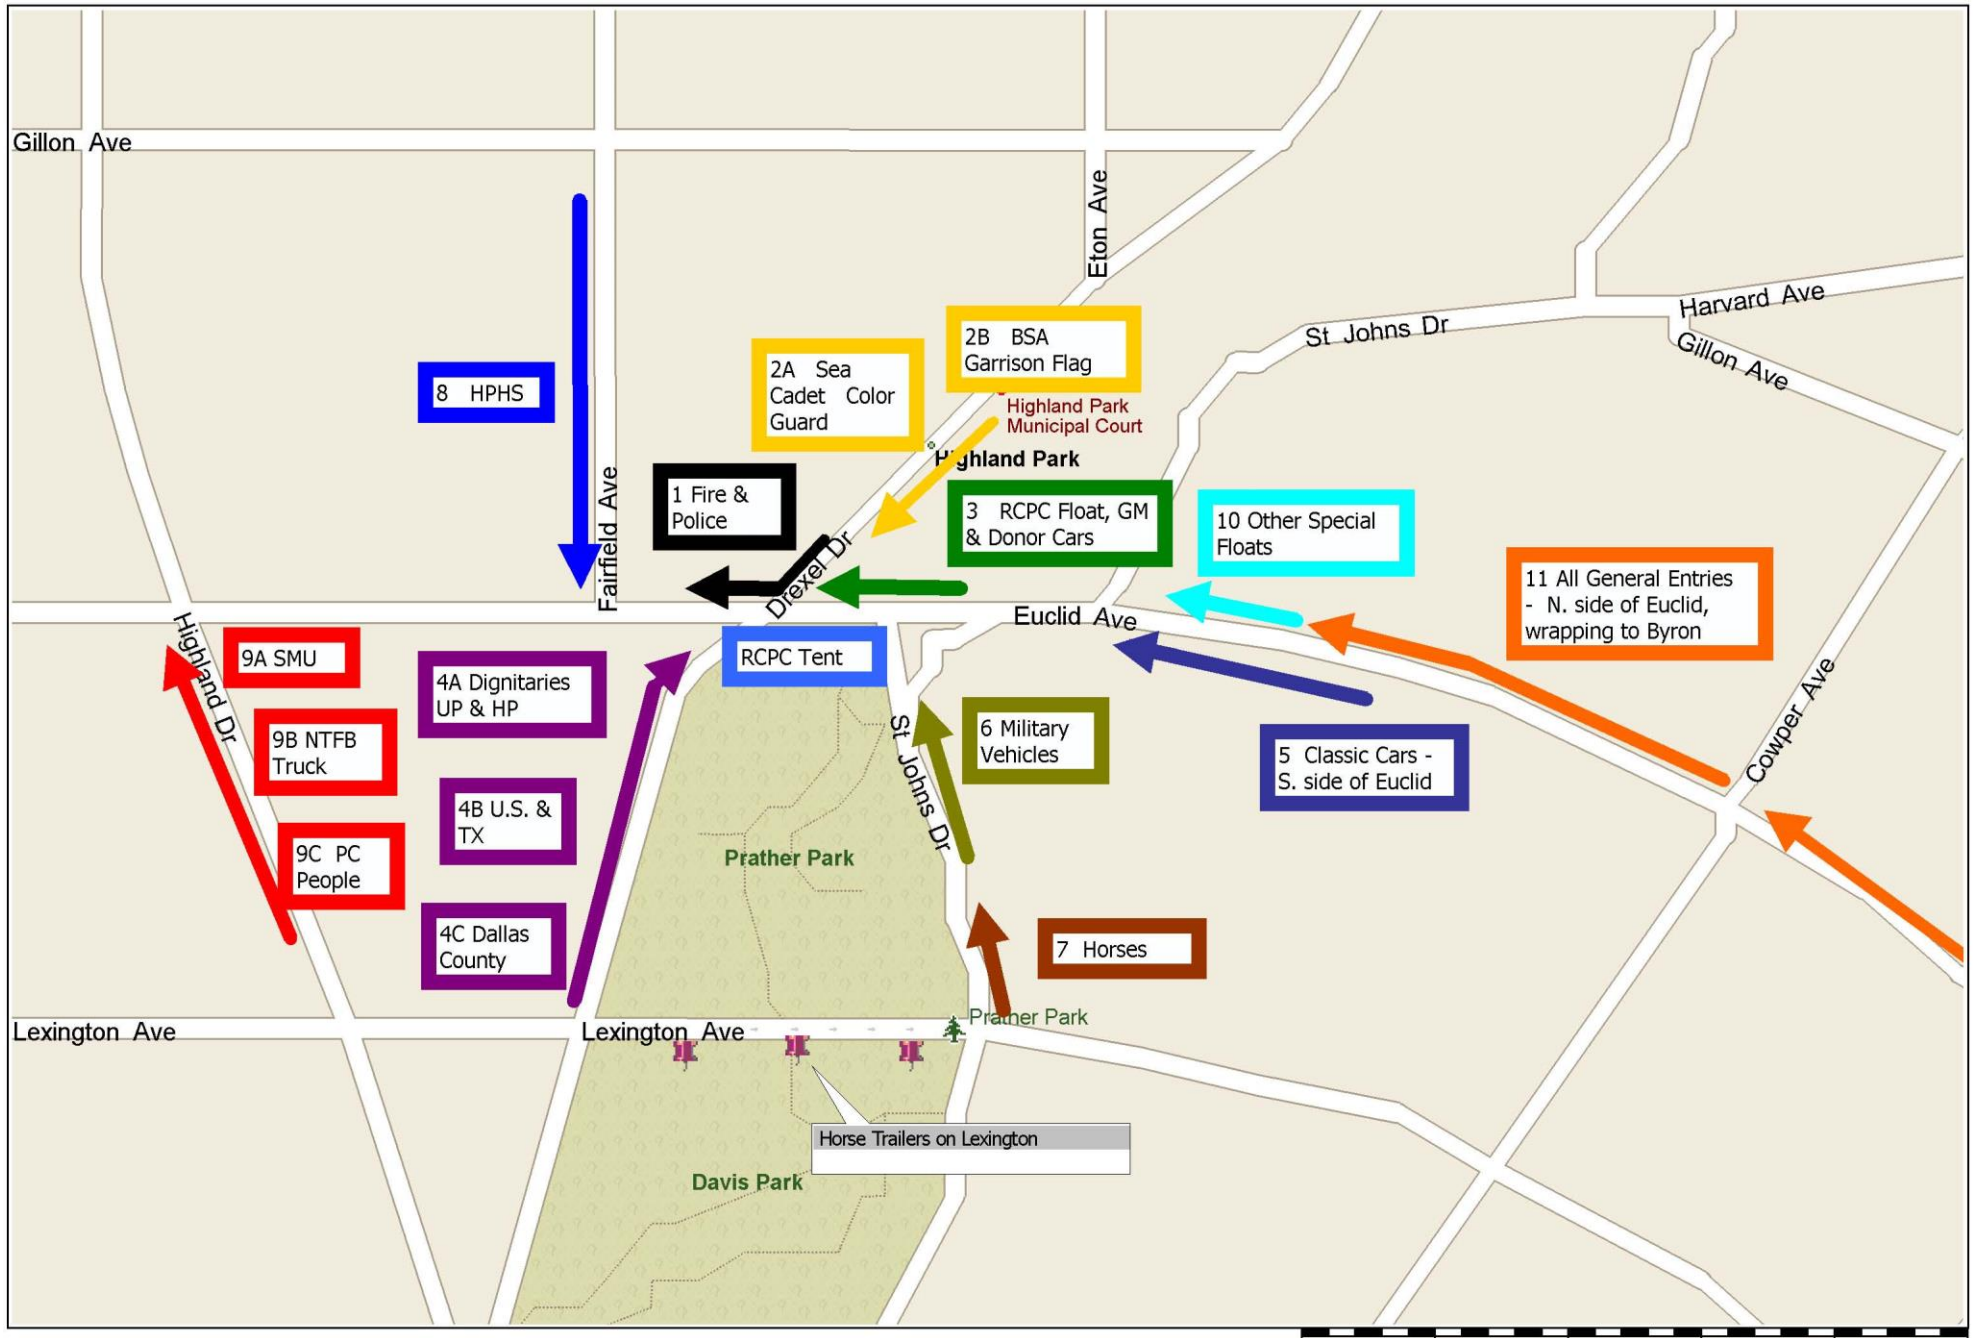 Gillon Ave
Eton Ave
Harvard Ave
St Johns Dr
Gillon Ave
2B BSA
Garrison Flag
2A Sea
Cadet Color
Guard
8 HPHS
Highland Park
Municipal Court
Highland Park
1 Fire &
Police
3 RCPC Float, GM
& Donor Cars
10 Other Special
Floats
11 All General Entries
- N. side of Euclid,
wrapping to Byron
Fairfield Ave
Drexel Dr
Euclid Ave
Highland Dr
9A SMU
4A Dignitaries
UP & HP
RCPC Tent
6 Military
Vehicles
5 Classic Cars -
S. side of Euclid
Cowper Ave
9B NTFB
Truck
St Johns Dr
4B U.S. &
TX
9C PC
People
Prather Park
4C Dallas
County
7 Horses
Lexington Ave
Lexington Ave
Prather Park
Horse Trailers on Lexington
Davis Park